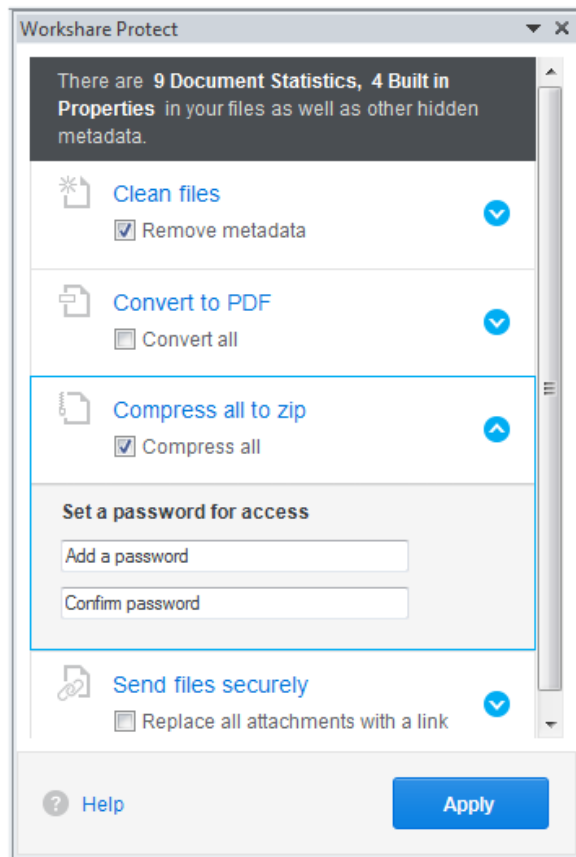 Workshare Protect
There are 9 Document Statistics, 4 Built in
Properties in your files as well as other hidden
metadata.
Clean files
Remove metadata
Convert to PDF
Convert all
Compress all to zip
Compress all
Set a password for access
Add a password
Confirm password
Send files securely
Replace all attachments with a link
? Help
Apply